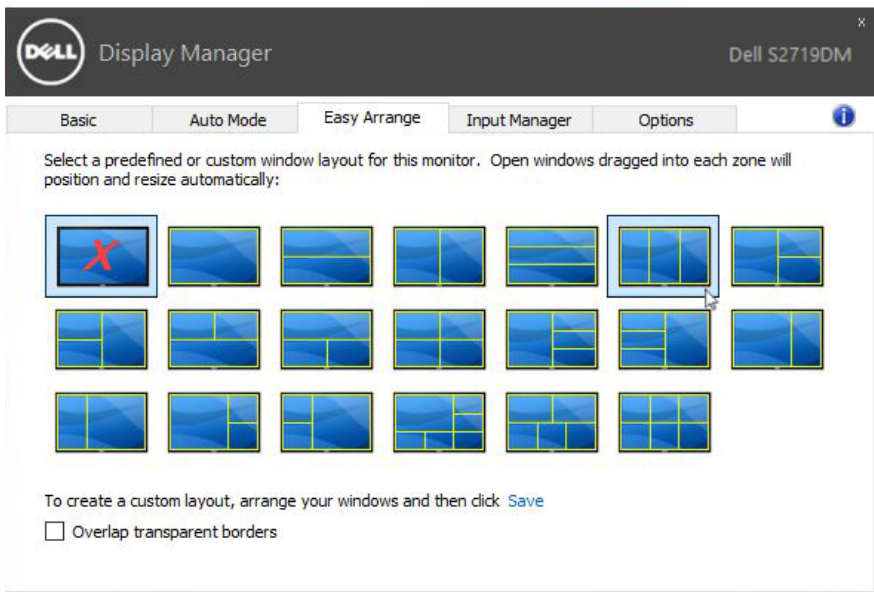 x
DELL
Display Manager
Dell S2719DM
Basic
Auto Mode
Easy Arrange
Input Manager
Options
i
Select a predefined or custom window layout for this monitor. Open windows dragged into each zone will
position and resize automatically:
X
To create a custom layout, arrange your windows and then click Save
Overlap transparent borders